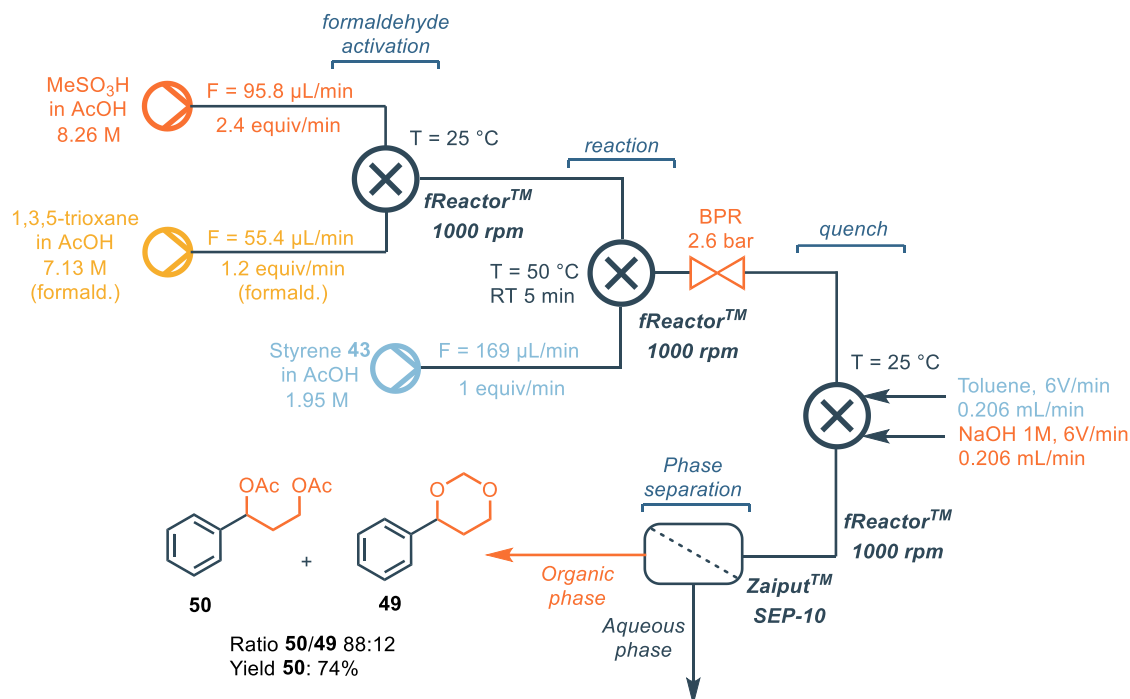 formaldehyde
activation
MeSO3H
in AcOH
8.26 M
F = 95.8 µL/min
2.4 equiv/min
T = 25 °C
fReactorTM
1000 rpm
1,3,5-trioxane
in AcOH
7.13 M
(formald.)
F = 55.4 µL/min
1.2 equiv/min
(formald.)
reaction
T = 50 °C
RT 5 min
fReactorTM
1000 rpm
BPR
2.6 bar
quench
Styrene 43
in AcOH
1.95 M
F = 169 µL/min
1 equiv/min
T = 25 °C
Toluene, 6V/min
0.206 mL/min
NaOH 1M, 6V/min
0.206 mL/min
fReactorTM
1000 rpm
Phase
separation
ZaiputTM
SEP-10
Organic
phase
Aqueous
phase
OAc
OAc
50
+
O
O
49
Ratio 50/49 88:12
Yield 50: 74%